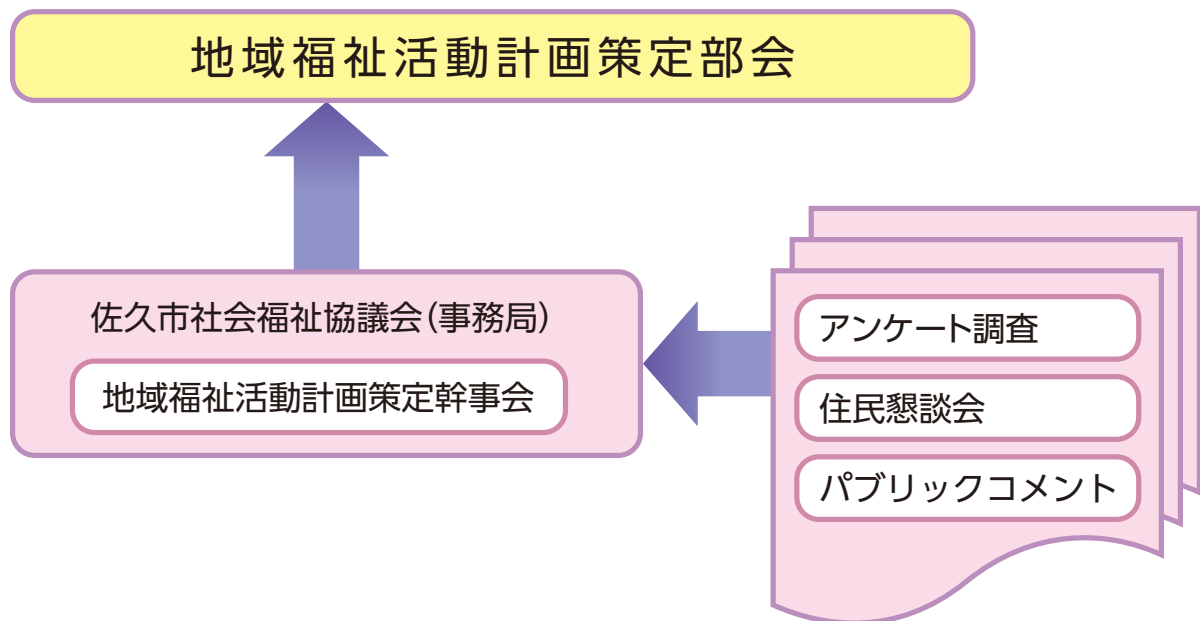 地域福祉活動計画策定部会
佐久市社会福祉協議会(事務局)
地域福祉活動計画策定幹事会
アンケート調査
住民懇談会
パブリックコメント